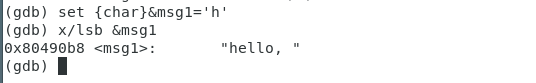 (gdb) set {char}&msg1='h'
(gdb) x/lsb &msg1
0x80490b8 <msg1>:        "hello, "
(gdb)